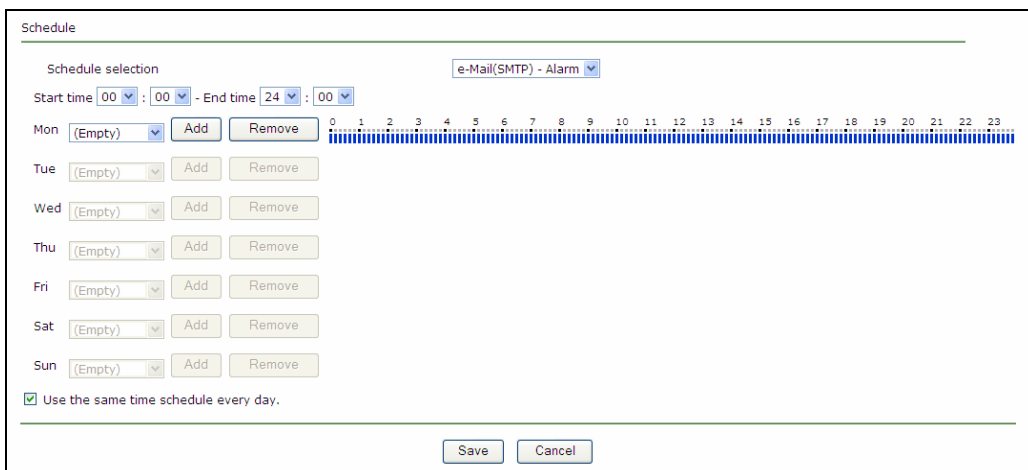 Schedule
Schedule selection e-Mail(SMTP) - Alarm
Start time 00 : 00 - End time 24 : 00
0 1 2 3 4 5 6 7 8 9 10 11 12 13 14 15 16 17 18 19 20 21 22 23
Mon (Empty) Add Remove
Tue (Empty) Add Remove
Wed (Empty) Add Remove
Thu (Empty) Add Remove
Fri (Empty) Add Remove
Sat (Empty) Add Remove
Sun (Empty) Add Remove
Use the same time schedule every day.
Save Cancel